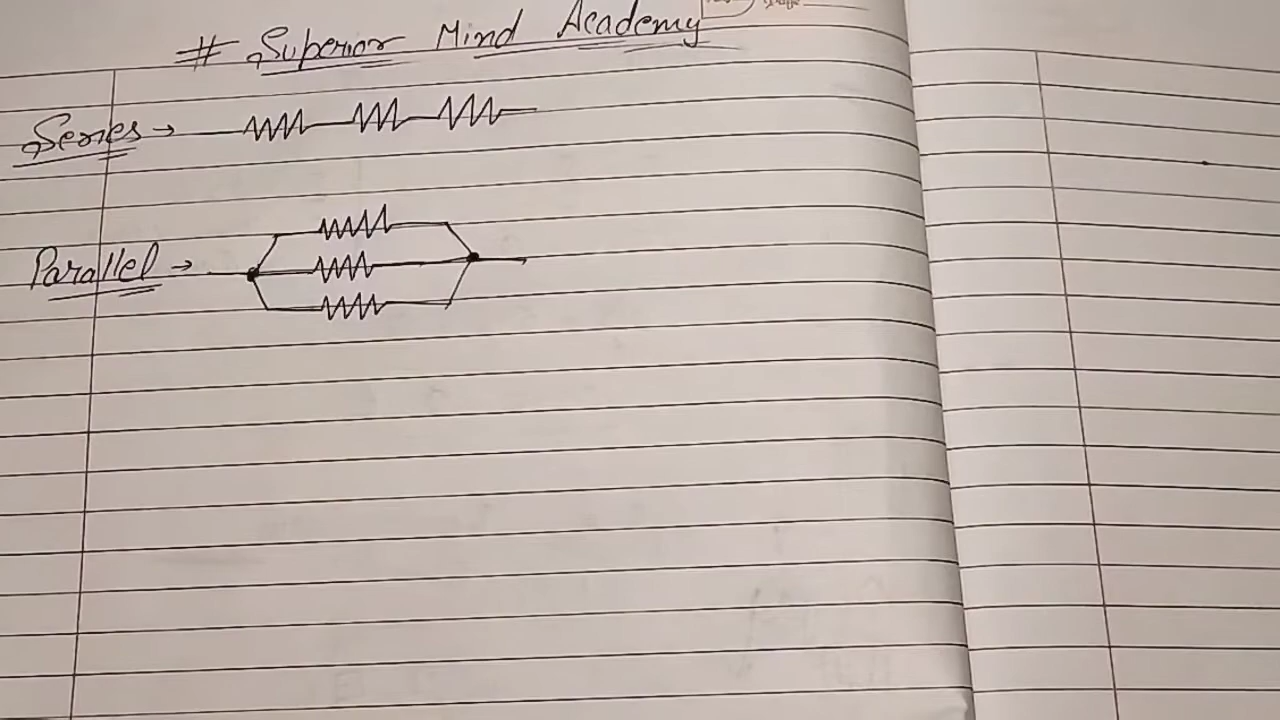 # Superior Mind Academy
Series →
Parallel →